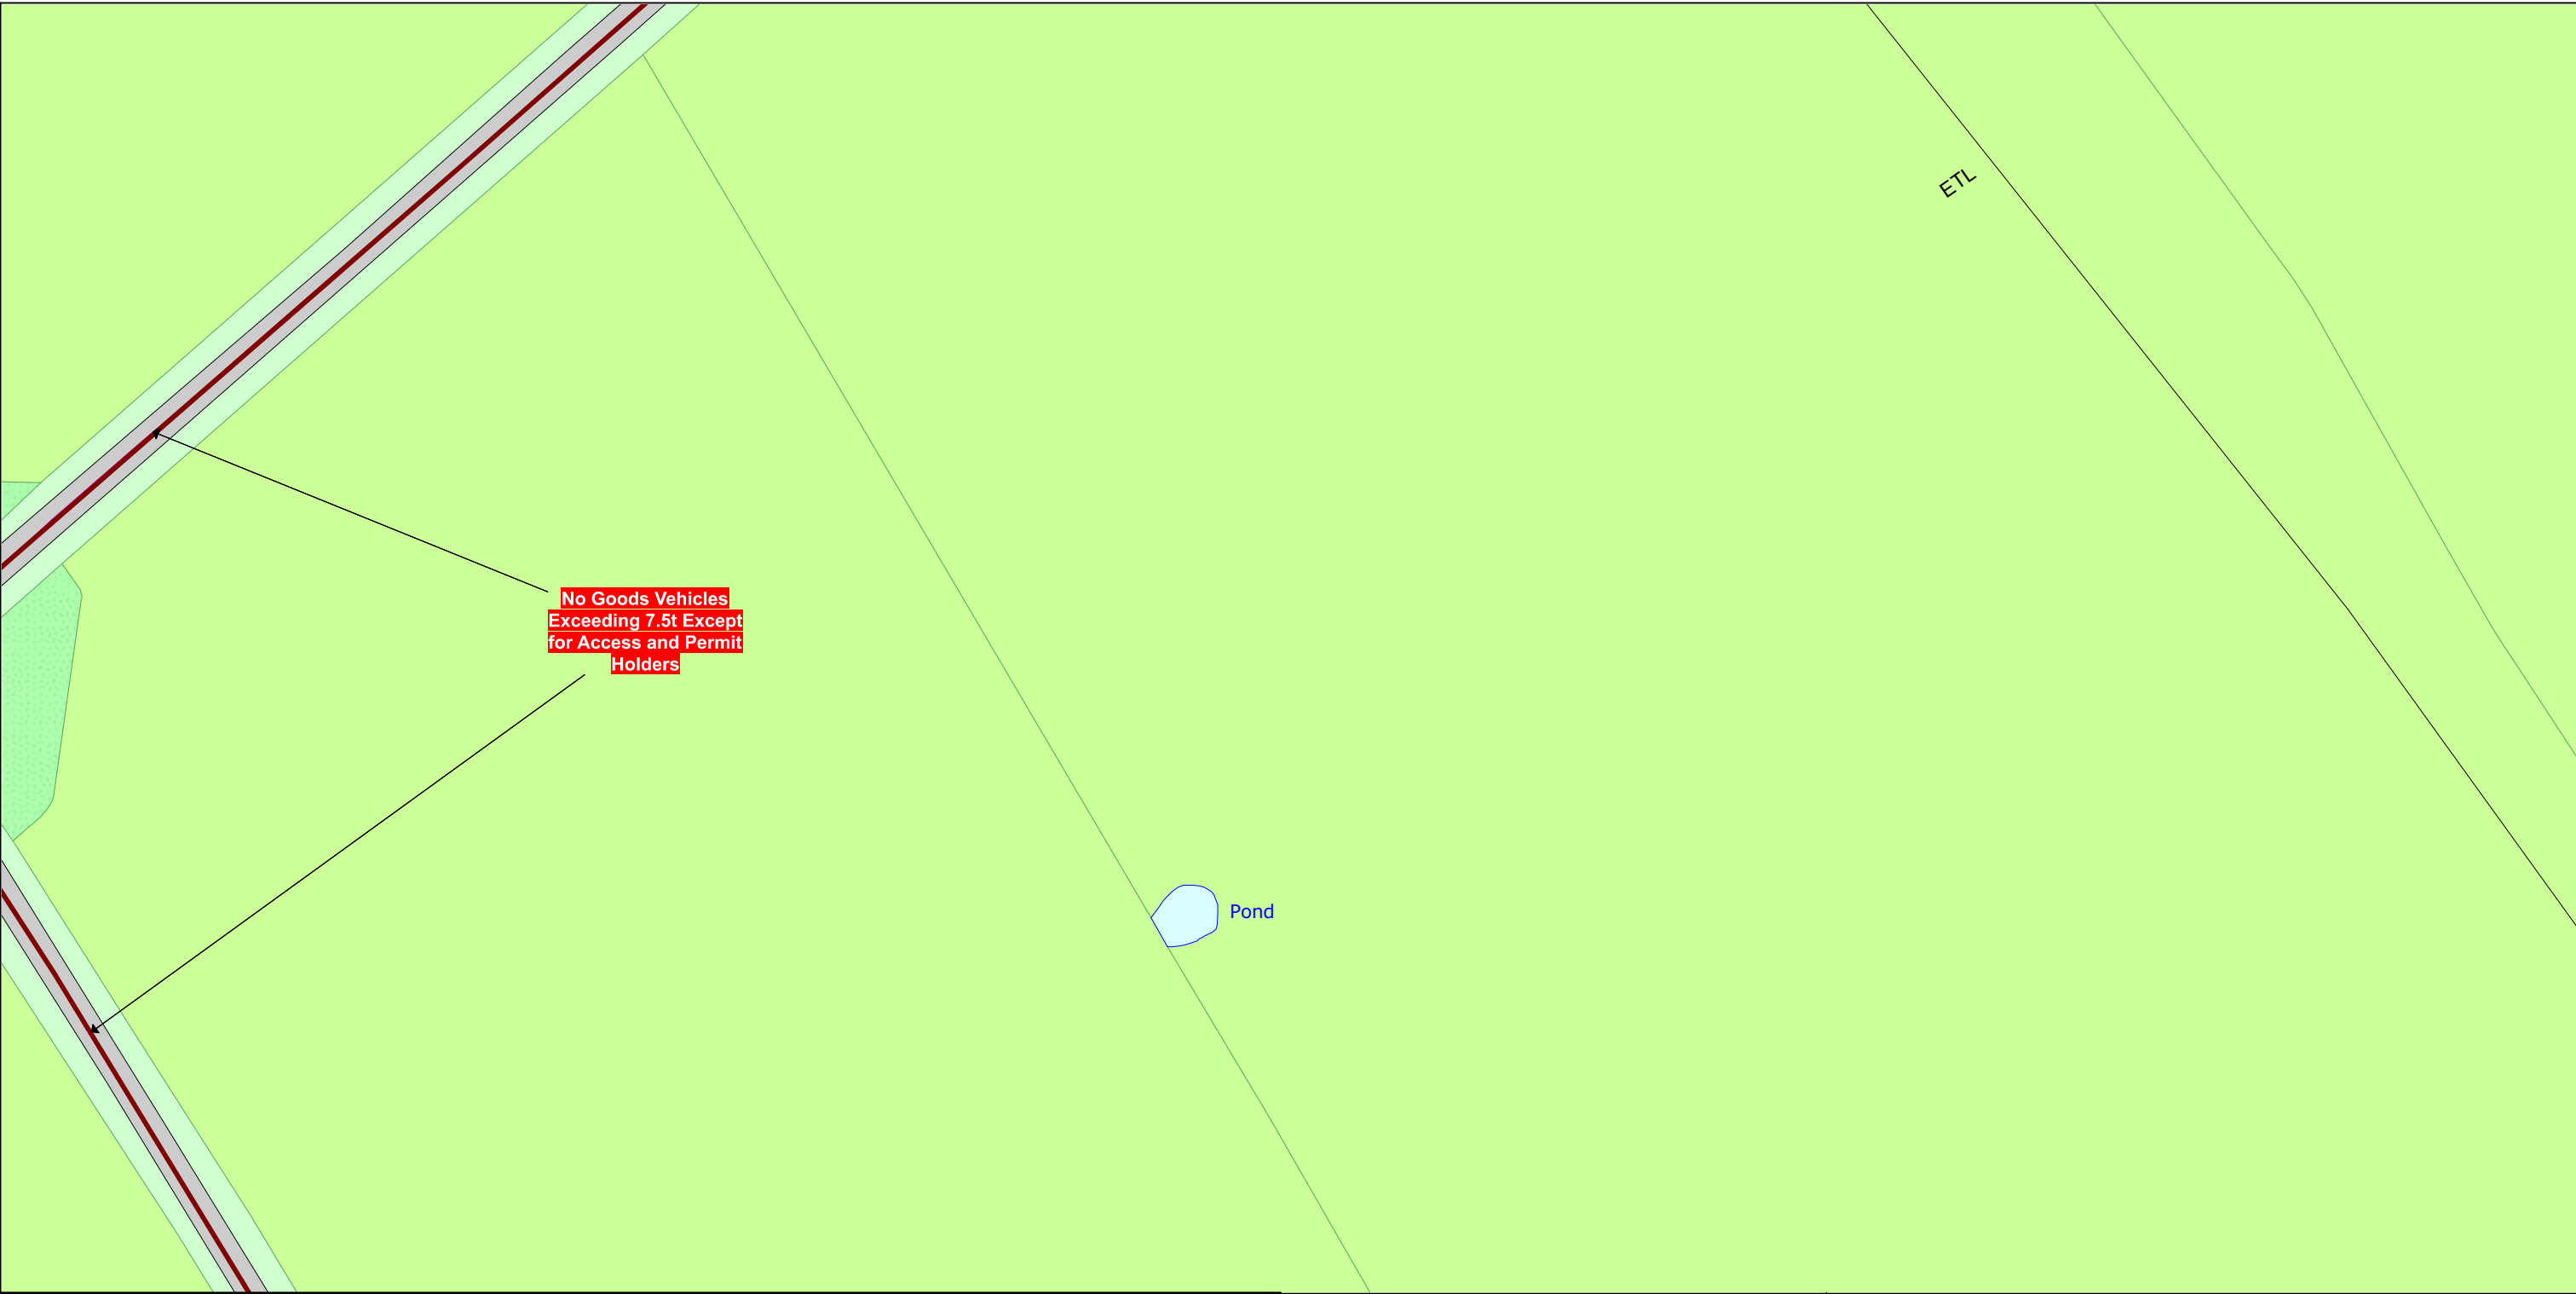 ETL
No Goods Vehicles
Exceeding 7.5t Except
for Access and Permit
Holders
Pond